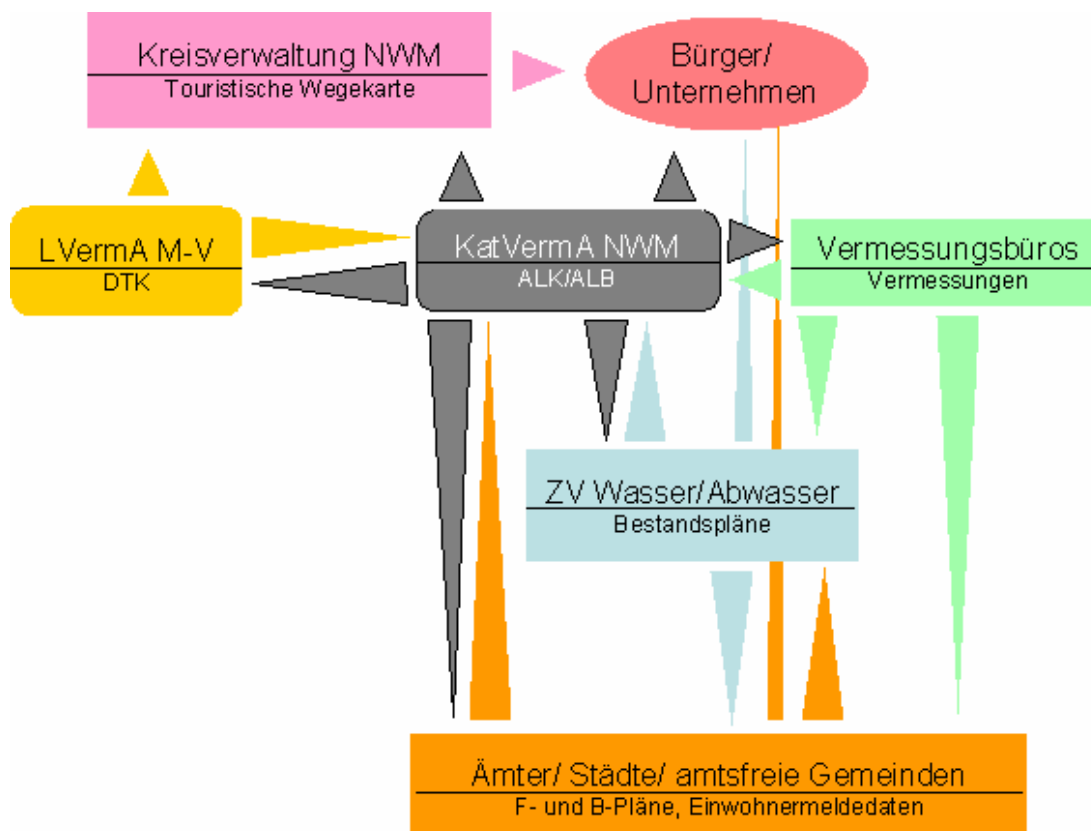 Kreisverwaltung NWM
Touristische Wegekarte
Bürger/
Unternehmen
LVermA M-V
DTK
KatVermA NWM
ALK/ALB
Vermessungsbüros
Vermessungen
ZV Wasser/Abwasser
Bestandspläne
Ämter/ Städte/ amtsfreie Gemeinden
F- und B-Pläne, Einwohnermeldedaten